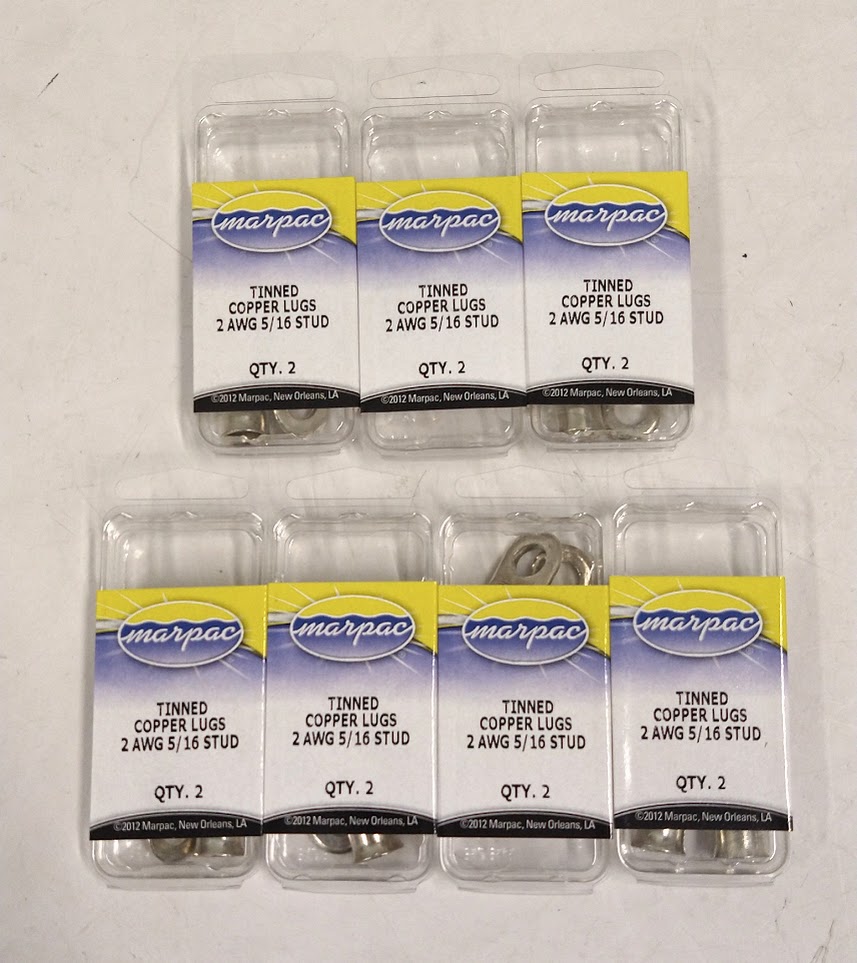 marpac
TINNED
COPPER LUGS
2 AWG 5/16 STUD
QTY. 2
©2012 Marpac, New Orleans, LA
marpac
TINNED
COPPER LUGS
2 AWG 5/16 STUD
QTY. 2
©2012 Marpac, New Orleans, LA
marpac
®
TINNED
COPPER LUGS
2 AWG 5/16 STUD
QTY. 2
©2012 Marpac, New Orleans, LA
marpac
®
TINNED
COPPER LUGS
2 AWG 5/16 STUD
QTY. 2
©2012 Marpac, New Orleans, LA
marpac
®
TINNED
COPPER LUGS
2 AWG 5/16 STUD
QTY. 2
©2012 Marpac, New Orleans, LA
marpac
®
TINNED
COPPER LUGS
2 AWG 5/16 STUD
QTY. 2
©2012 Marpac, New Orleans, LA
marpac
®
TINNED
COPPER LUGS
2 AWG 5/16 STUD
QTY. 2
©2012 Marpac, New Orleans, LA